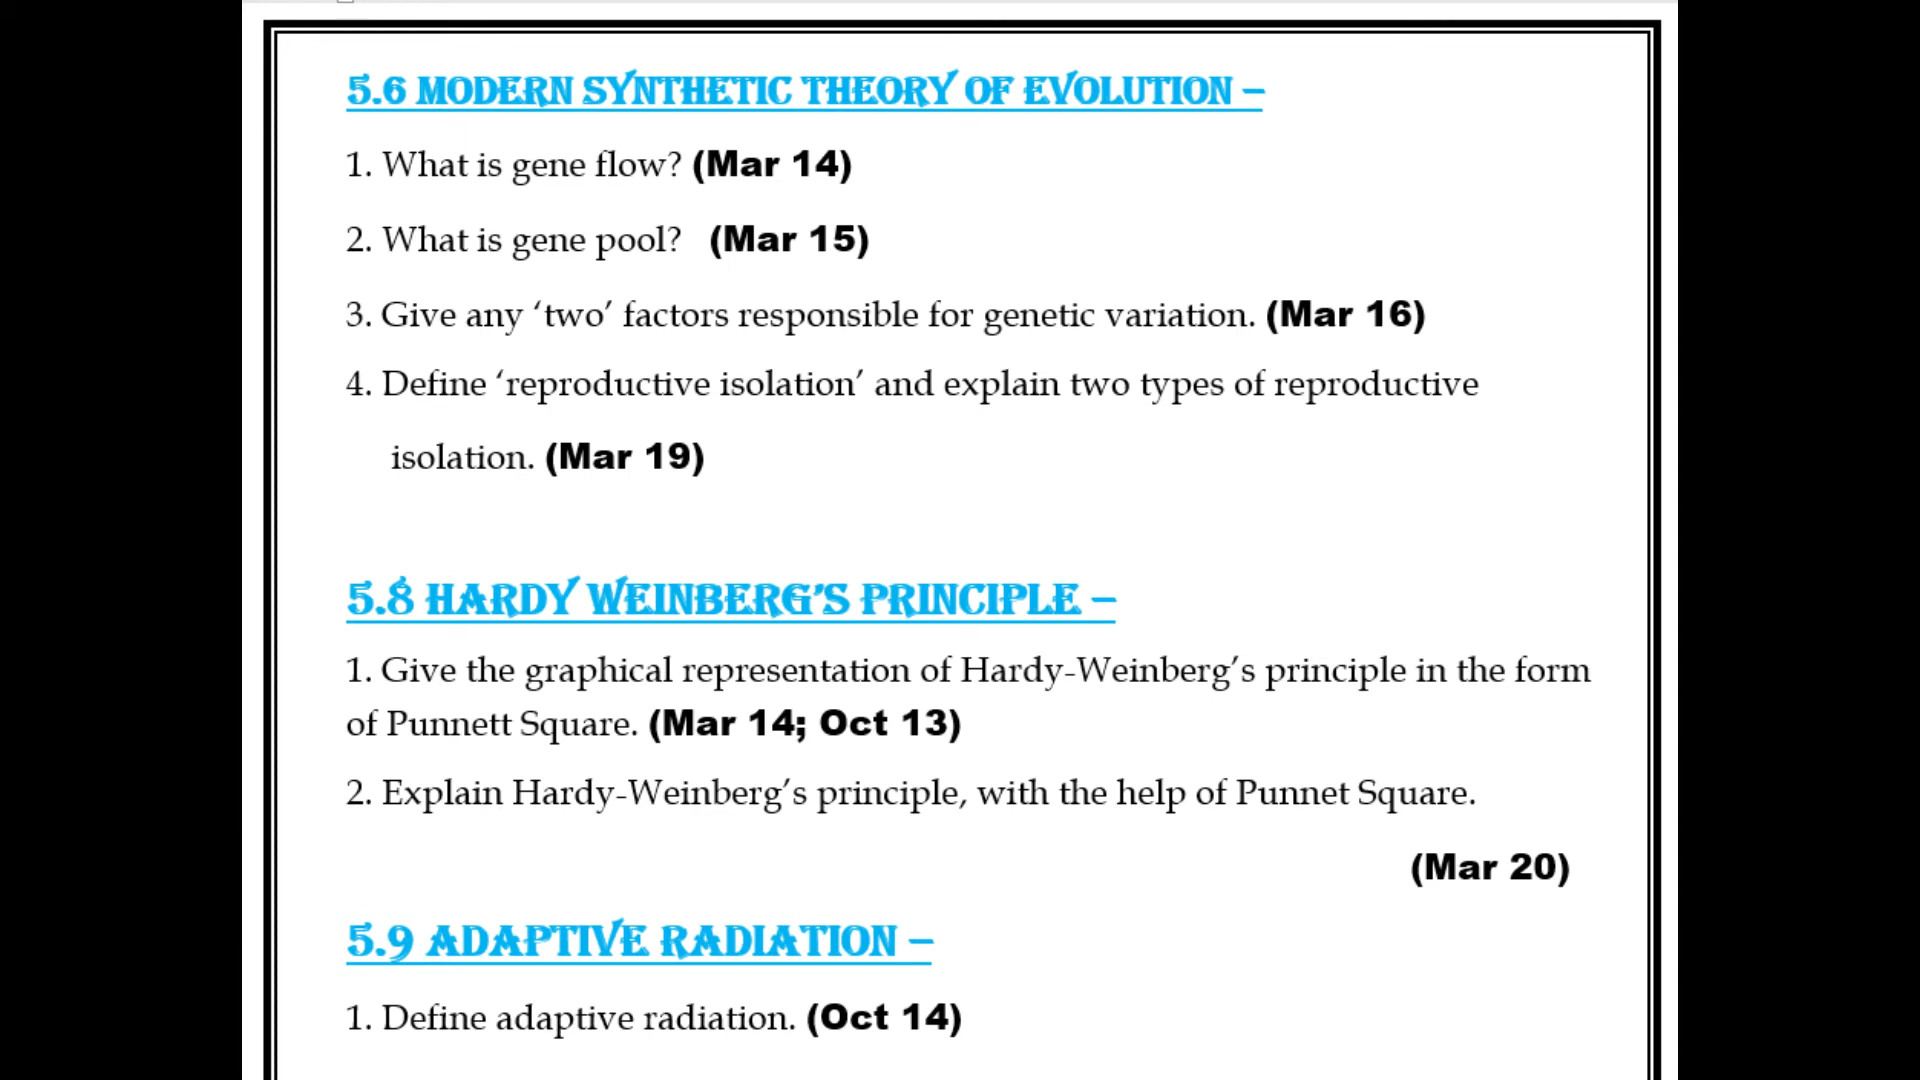 5.6 MODERN SYNTHETIC THEORY OF EVOLUTION –
1. What is gene flow? (Mar 14)
2. What is gene pool? (Mar 15)
3. Give any ‘two’ factors responsible for genetic variation. (Mar 16)
4. Define ‘reproductive isolation’ and explain two types of reproductive
isolation. (Mar 19)
5.8 HARDY WEINBERG’S PRINCIPLE –
1. Give the graphical representation of Hardy-Weinberg’s principle in the form
of Punnett Square. (Mar 14; Oct 13)
2. Explain Hardy-Weinberg’s principle, with the help of Punnet Square.
(Mar 20)
5.9 ADAPTIVE RADIATION –
1. Define adaptive radiation. (Oct 14)